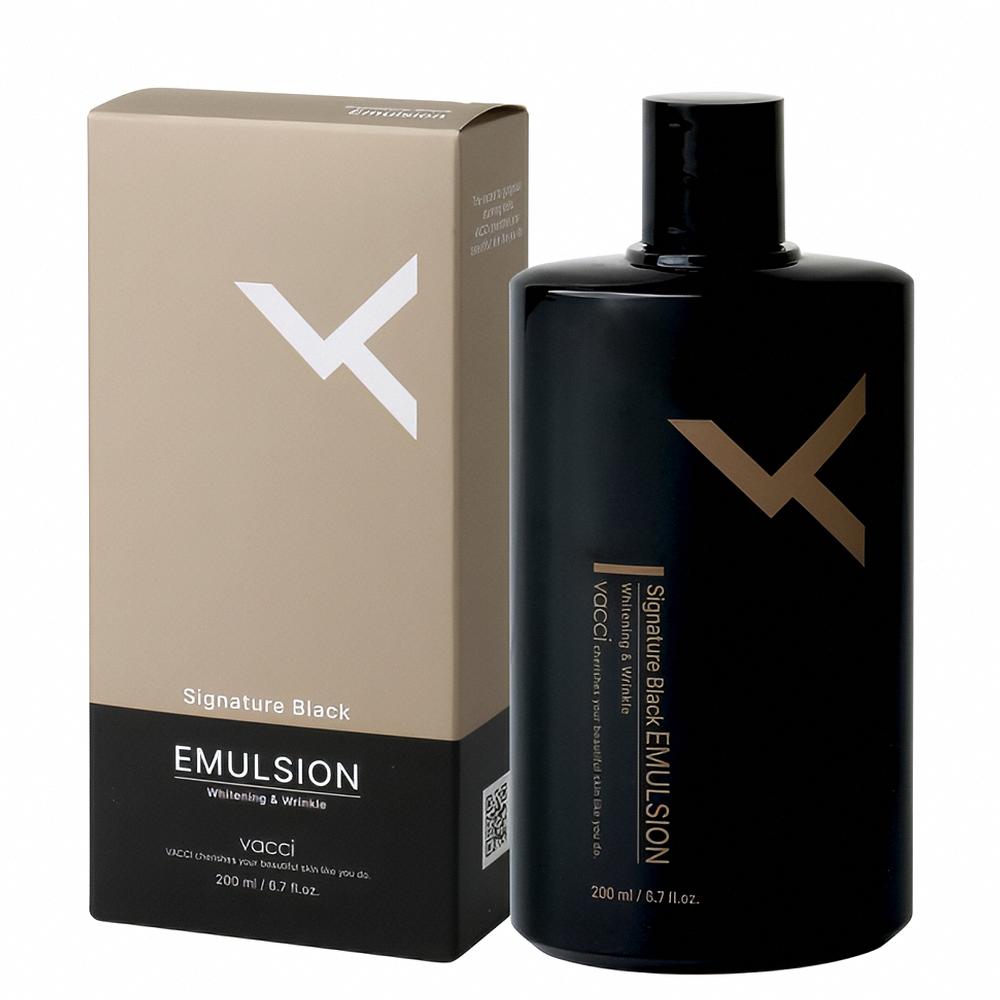 Emulsion
Signature Black
EMULSION
Whitening & Wrinkle
vacci
VACCI cherishes your beautiful skin like you do.
200 ml / 6.7 fl.oz.
Signature Black EMULSION
Whitening & Wrinkle
vacci cherishes your beautiful skin like you do.
200 ml / 6.7 fl.oz.